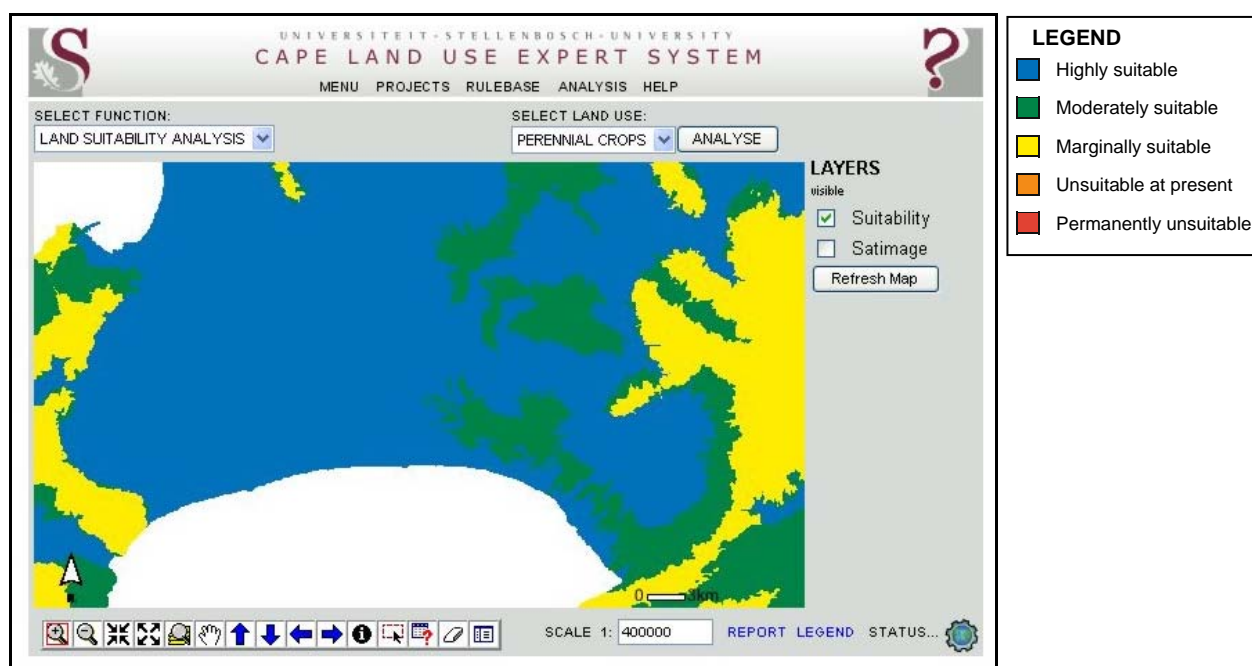 UNIVERSITEIT-STELLENBOSCH-UNIVERSITY
CAPE LAND USE EXPERT SYSTEM
MENU PROJECTS RULEBASE ANALYSIS HELP
SELECT FUNCTION:
LAND SUITABILITY ANALYSIS
SELECT LAND USE:
PERENNIAL CROPS
ANALYSE
LAYERS
visible
Suitability
Satimage
Refresh Map
0 3km
SCALE 1: 400000
REPORT LEGEND STATUS...
LEGEND
Highly suitable
Moderately suitable
Marginally suitable
Unsuitable at present
Permanently unsuitable